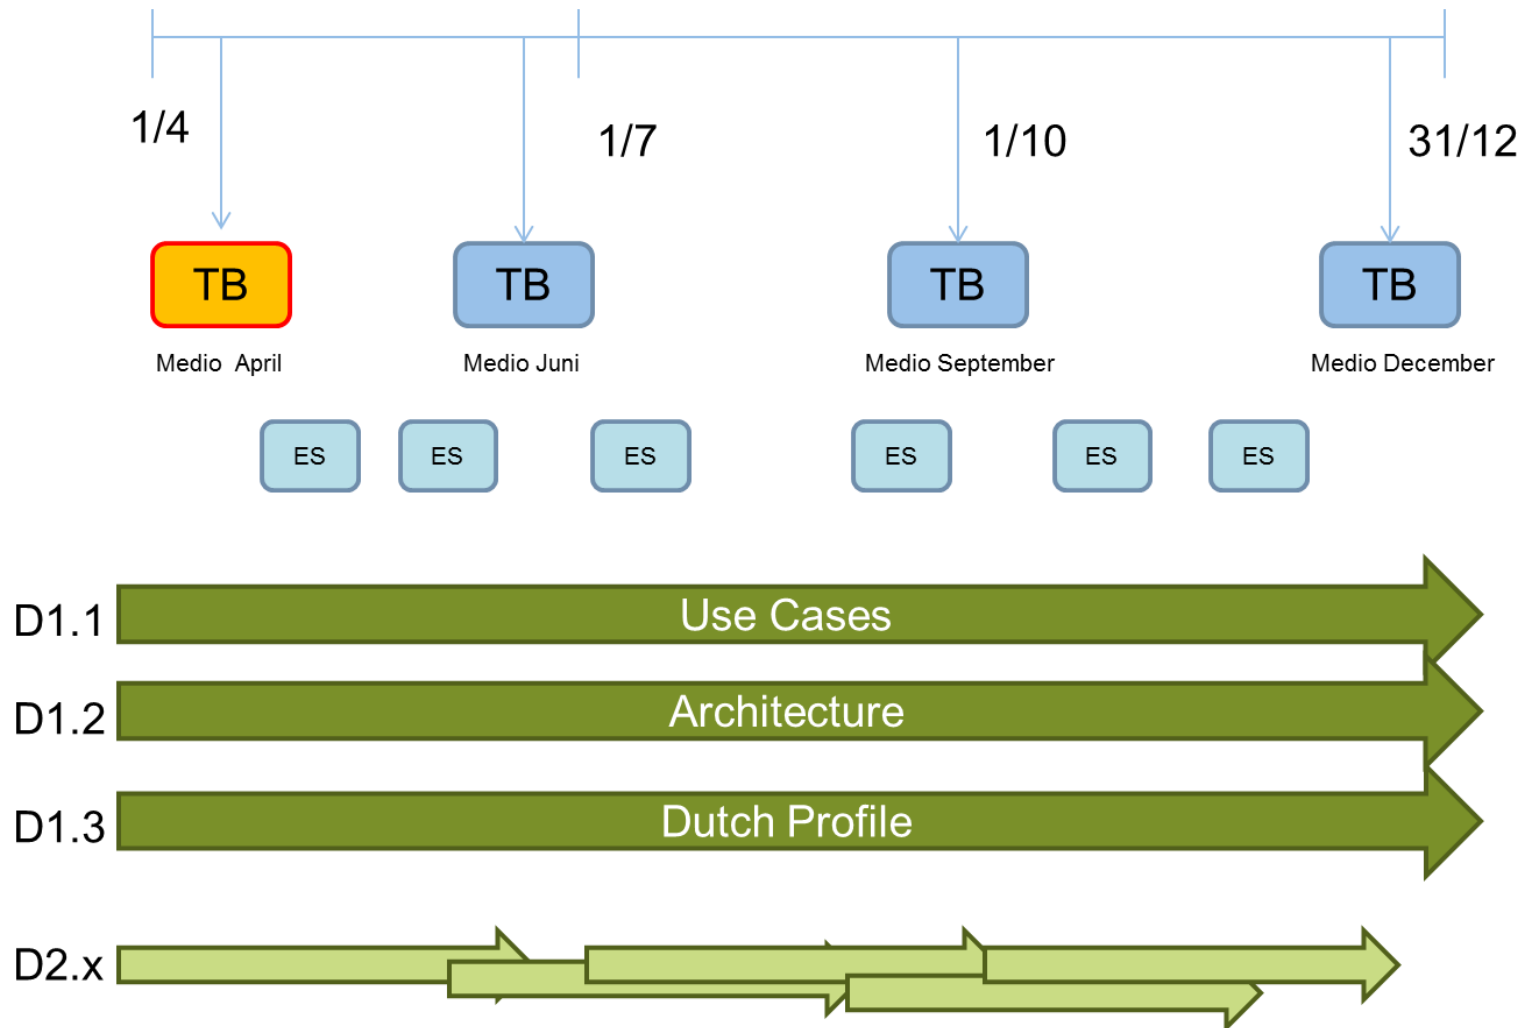 1/4
1/7
1/10
31/12
TB
TB
TB
TB
Medio  April
Medio Juni
Medio September
Medio December
ES
ES
ES
ES
ES
ES
D1.1
Use Cases
D1.2
Architecture
D1.3
Dutch Profile
D2.x